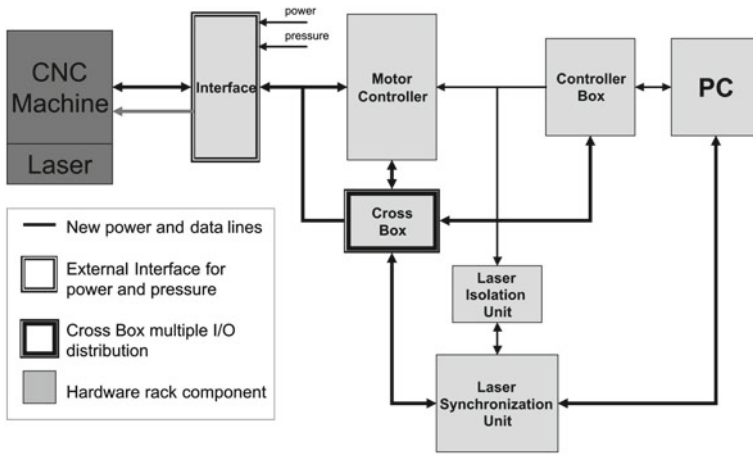 power
pressure
CNC
Machine
Laser
Interface
Motor
Controller
Controller
Box
PC
Cross
Box
Laser
Isolation
Unit
Laser
Synchronization
Unit
New power and data lines
External Interface for
power and pressure
Cross Box multiple I/O
distribution
Hardware rack component